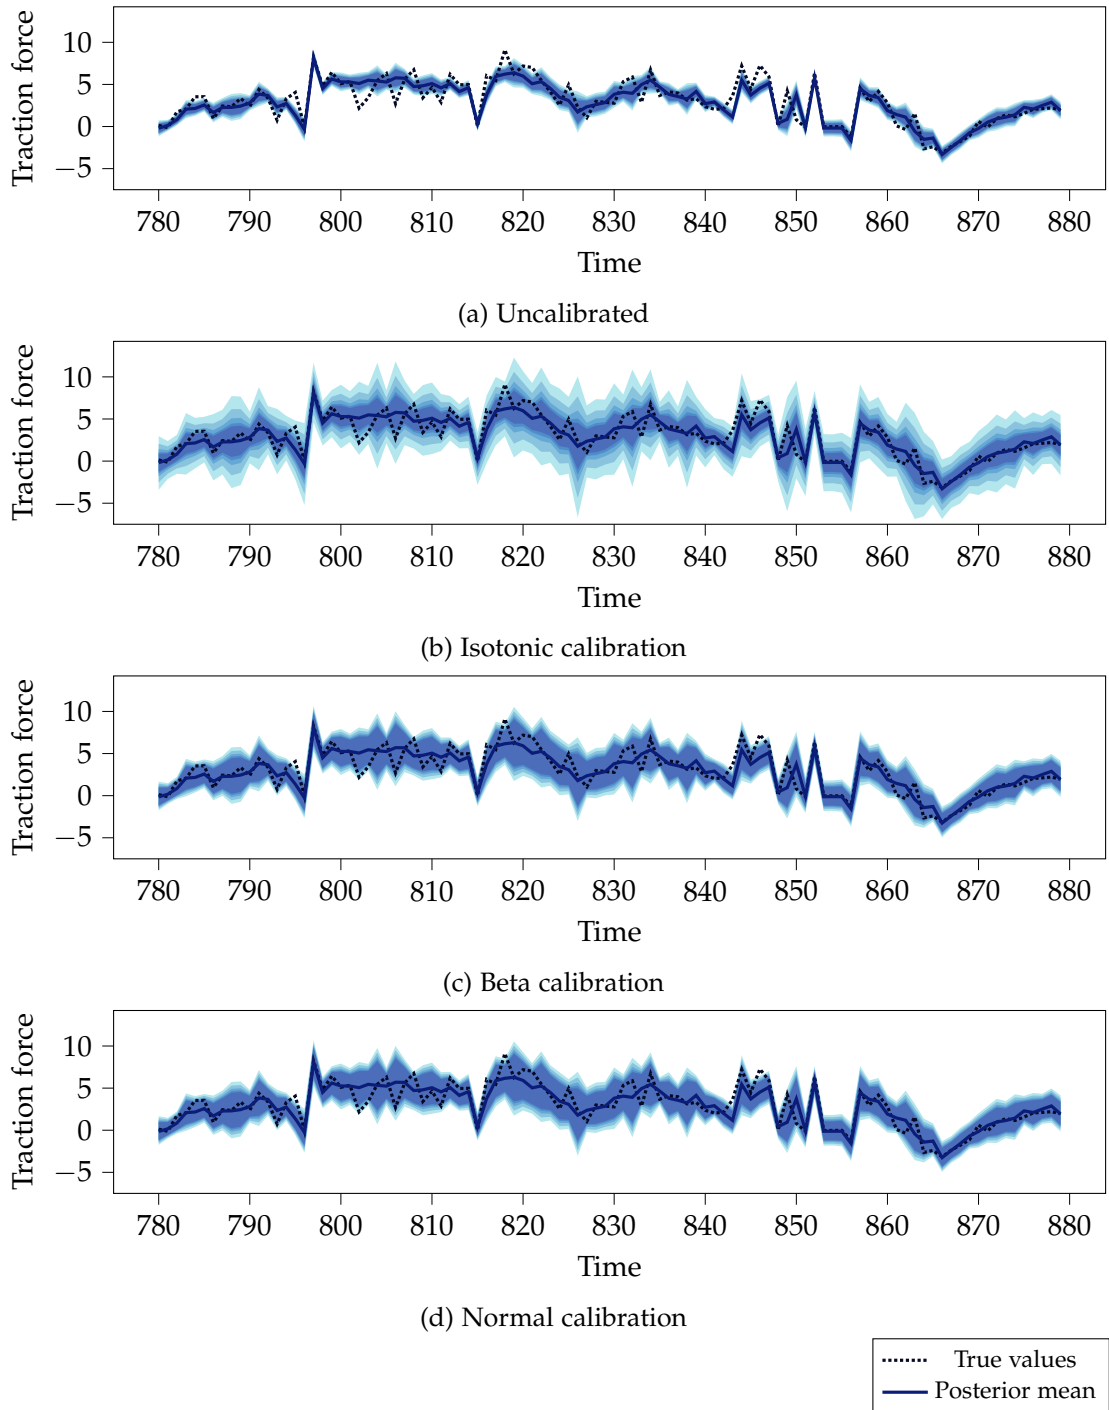 Traction force
10
5
0
−5
780 790 800 810 820 830 840 850 860 870 880
Time
(a) Uncalibrated
Traction force
10
5
0
−5
780 790 800 810 820 830 840 850 860 870 880
Time
(b) Isotonic calibration
Traction force
10
5
0
−5
780 790 800 810 820 830 840 850 860 870 880
Time
(c) Beta calibration
Traction force
10
5
0
−5
780 790 800 810 820 830 840 850 860 870 880
Time
(d) Normal calibration
True values
Posterior mean